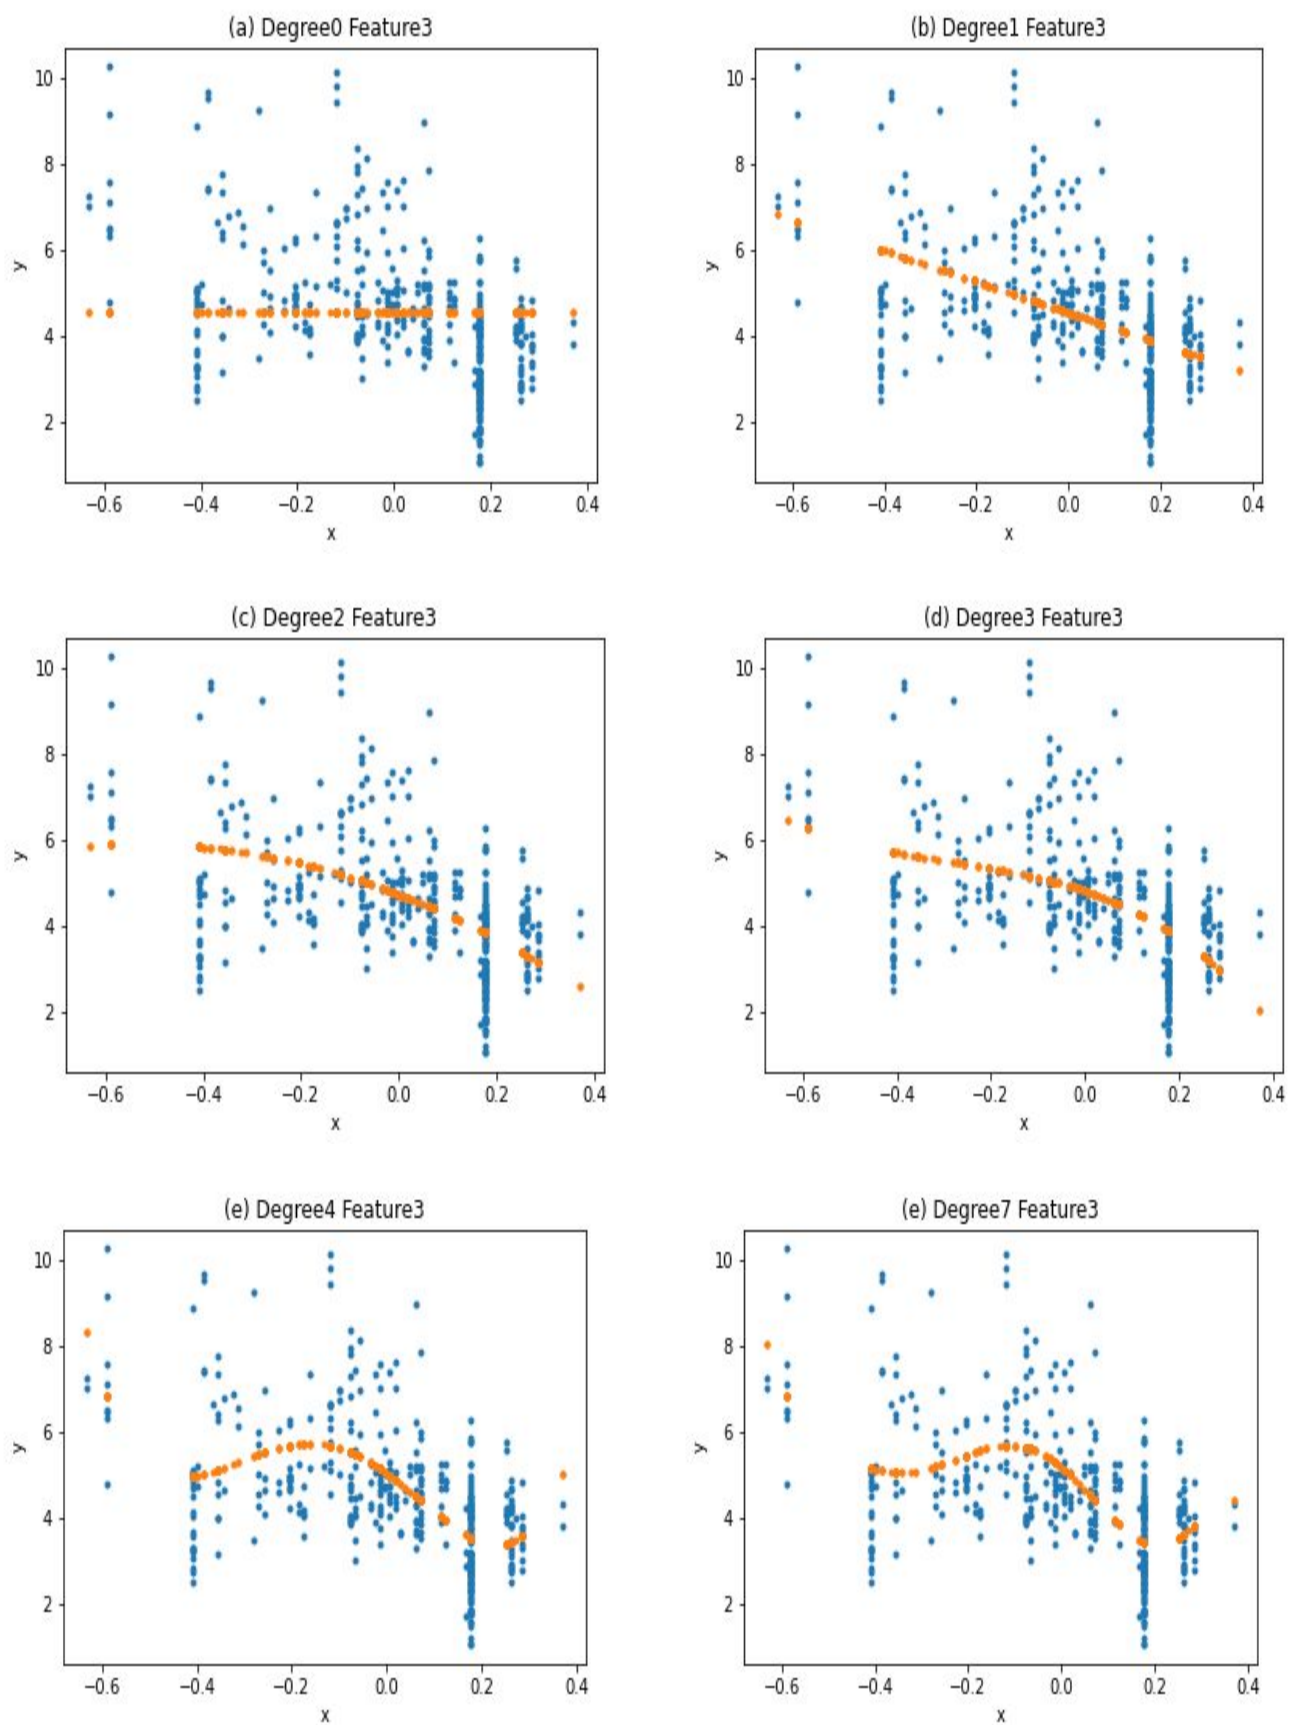 (a) Degree0 Feature3
10
8
6
4
2
y
−0.6 −0.4 −0.2 0.0 0.2 0.4
x
(b) Degree1 Feature3
10
8
6
4
2
y
−0.6 −0.4 −0.2 0.0 0.2 0.4
x
(c) Degree2 Feature3
10
8
6
4
2
y
−0.6 −0.4 −0.2 0.0 0.2 0.4
x
(d) Degree3 Feature3
10
8
6
4
2
y
−0.6 −0.4 −0.2 0.0 0.2 0.4
x
(e) Degree4 Feature3
10
8
6
4
2
y
−0.6 −0.4 −0.2 0.0 0.2 0.4
x
(e) Degree7 Feature3
10
8
6
4
2
y
−0.6 −0.4 −0.2 0.0 0.2 0.4
x